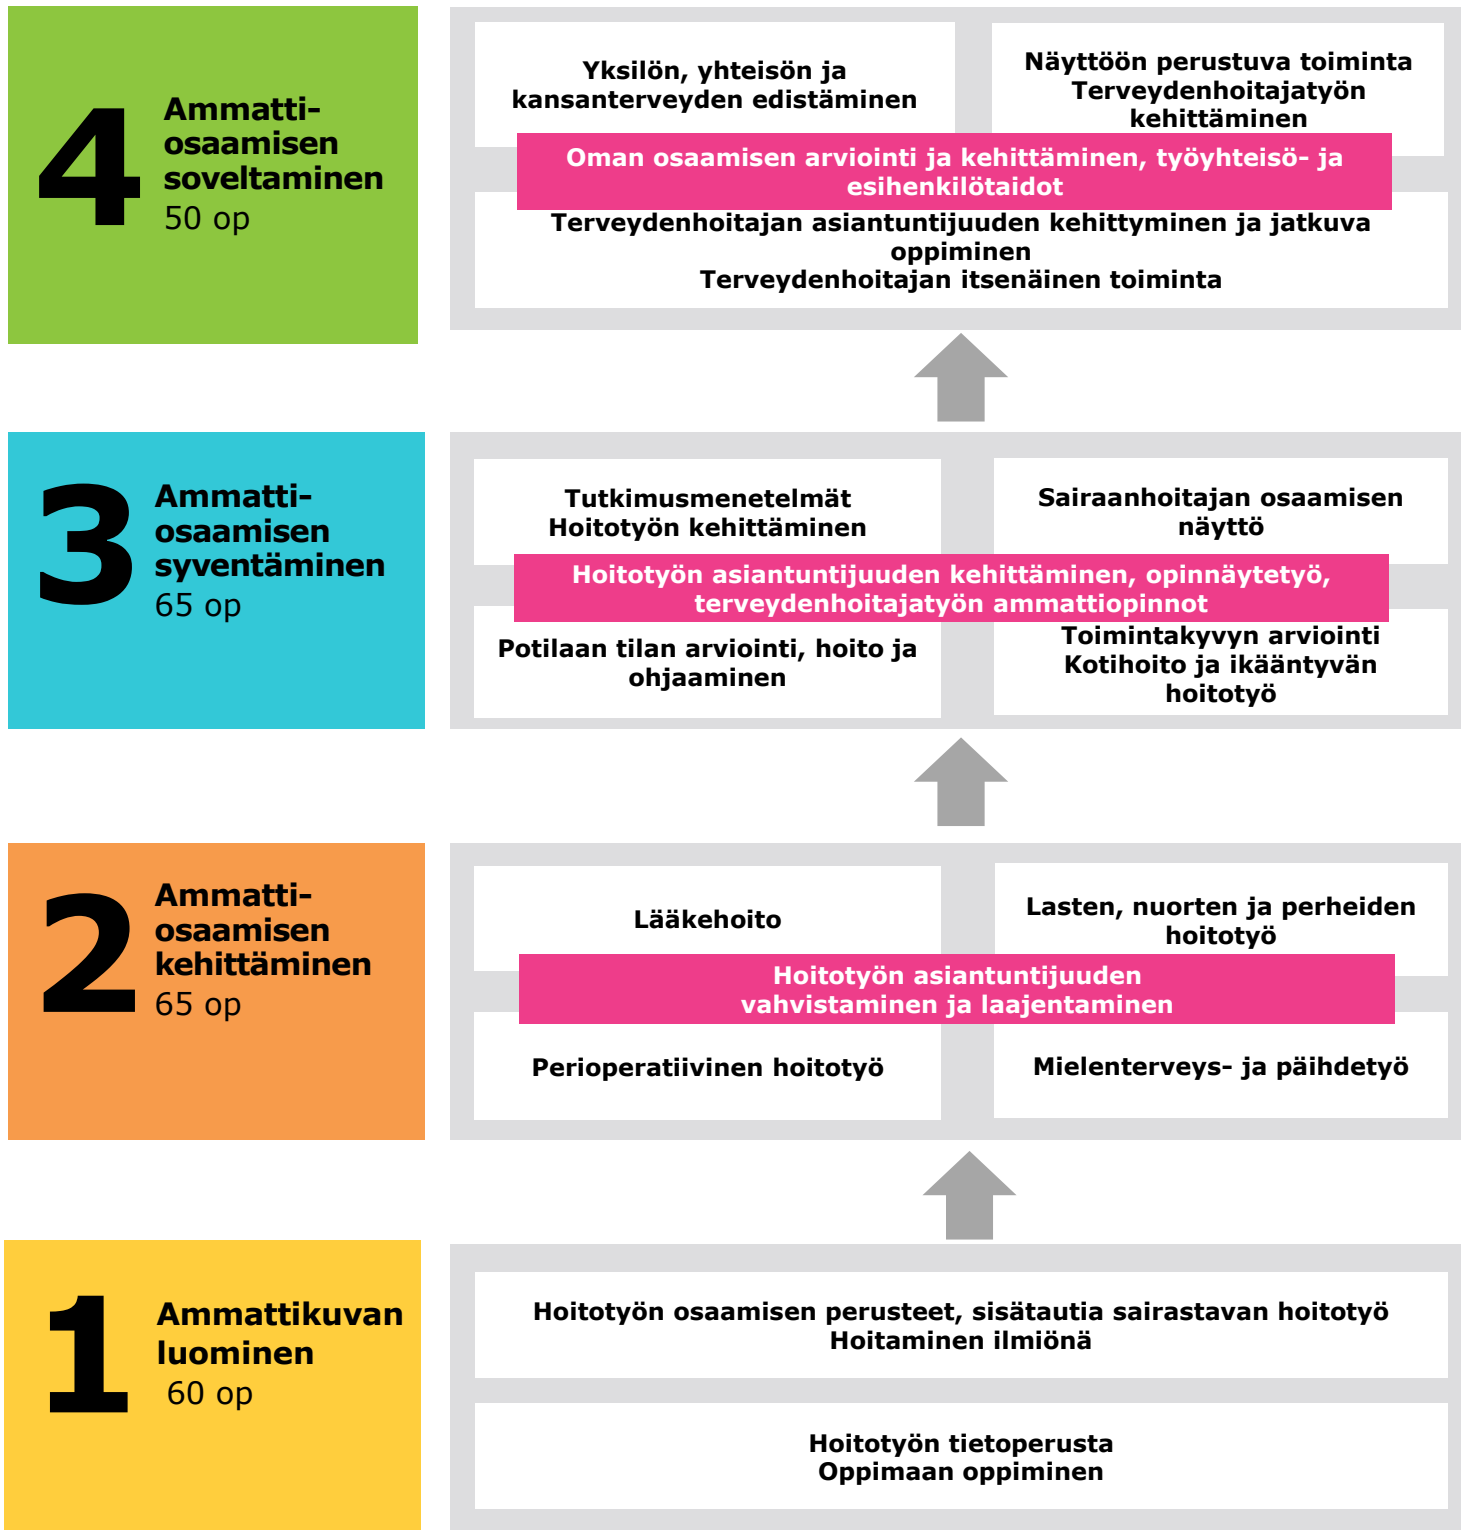 4
Ammatti-
osaamisen
soveltaminen
50 op
Yksilön, yhteisön ja
kansanterveyden edistäminen
Näyttöön perustuva toiminta
Terveydenhoitajatyön
kehittäminen
Oman osaamisen arviointi ja kehittäminen, työyhteisö- ja
esihenkilötaidot
Terveydenhoitajan asiantuntijuuden kehittyminen ja jatkuva
oppiminen
Terveydenhoitajan itsenäinen toiminta
3
Ammatti-
osaamisen
syventäminen
65 op
Tutkimusmenetelmät
Hoitotyön kehittäminen
Sairaanhoitajan osaamisen
näyttö
Hoitotyön asiantuntijuuden kehittäminen, opinnäytetyö,
terveydenhoitajatyön ammattiopinnot
Potilaan tilan arviointi, hoito ja
ohjaaminen
Toimintakyvyn arviointi
Kotihoito ja ikääntyvän
hoitotyö
2
Ammatti-
osaamisen
kehittäminen
65 op
Lääkehoito
Lasten, nuorten ja perheiden
hoitotyö
Hoitotyön asiantuntijuuden
vahvistaminen ja laajentaminen
Perioperatiivinen hoitotyö
Mielenterveys- ja päihdetyö
1
Ammattikuvan
luominen
60 op
Hoitotyön osaamisen perusteet, sisätautia sairastavan hoitotyö
Hoitaminen ilmiönä
Hoitotyön tietoperusta
Oppimaan oppiminen